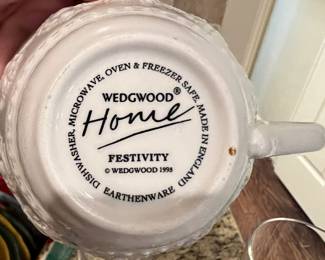 DISHWASHER, MICROWAVE, OVEN & FREEZER SAFE. MADE IN ENGLAND
WEDGWOOD®
Home
FESTIVITY
© WEDGWOOD 1998
EARTHENWARE